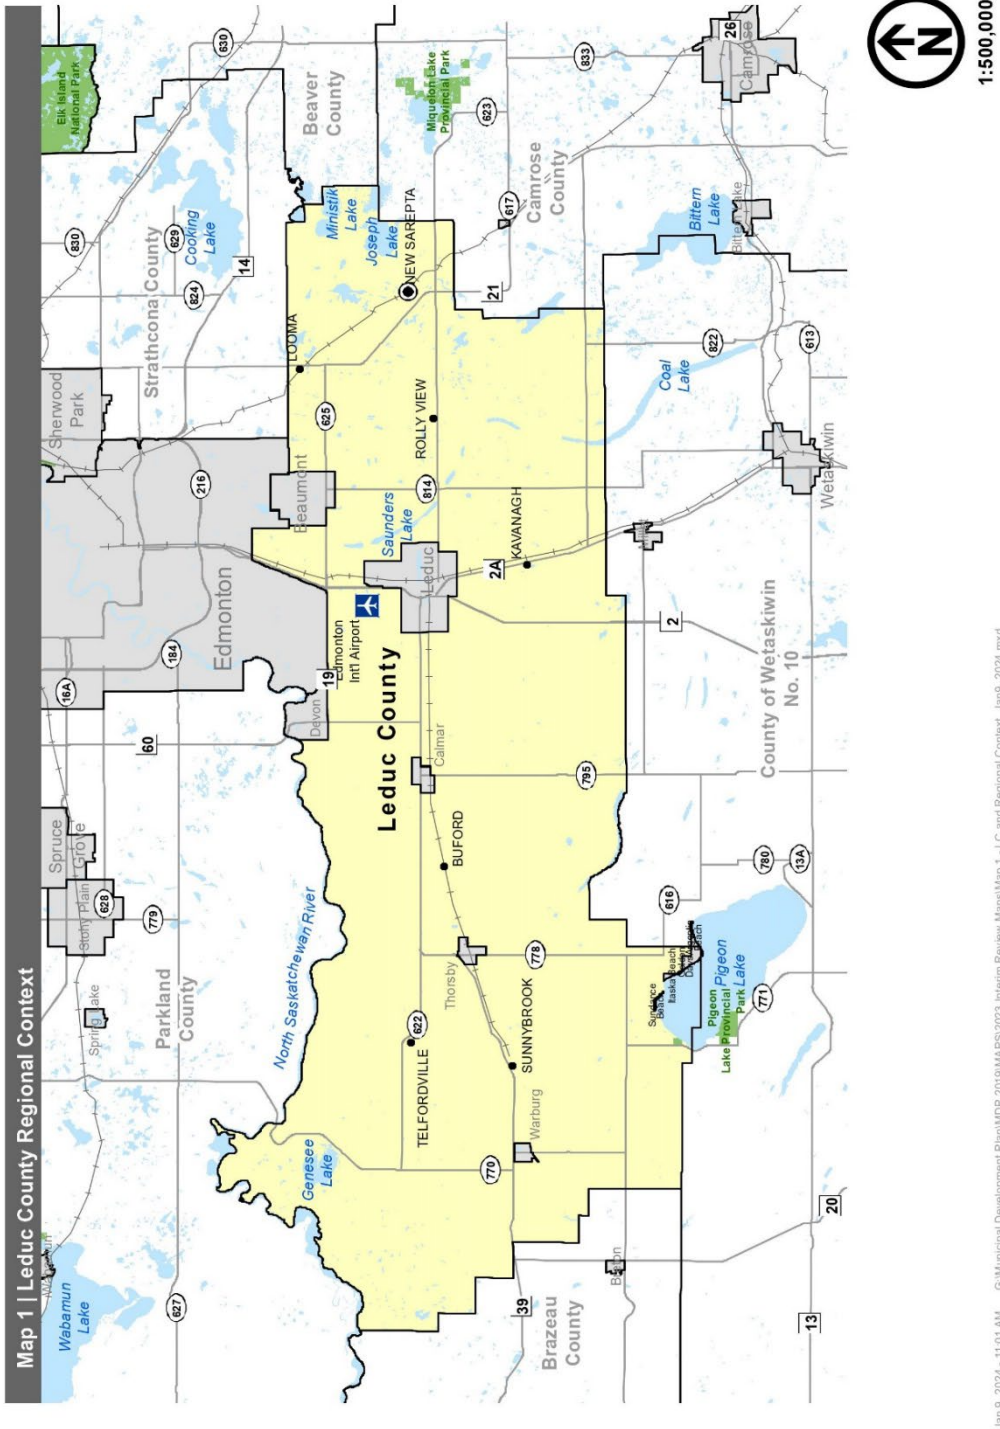 Map 1 | Leduc County Regional Context
Wabamun
Lake
Spring Lake
Stony Plain
Spruce
Grove
628
779
60
16A
184
216
Edmonton
Sherwood
Park
Strathcona County
830
629
824
14
Cooking
Lake
Elk Island
National Park
630
Beaver
County
627
Parkland
County
North Saskatchewan River
Genesee
Lake
Devon
19
Edmonton
Int'l Airport
Beaumont
625
LOOMA
Ministik
Lake
Joseph
Lake
Miquelon Lake
Provincial Park
623
833
26
Camrose
Leduc County
TELFORDVILLE
622
Thorsby
BUFORD
Calmar
Leduc
Saunders
Lake
814
ROLLY VIEW
NEW SAREPTA
21
617
Camrose
County
Brazeau
County
39
770
Warburg
SUNNYBROOK
778
795
2A
KAVANAGH
2
Sundance
Beach
Itaska Beach
616
Pigeon
Lake
Pigeon
Lake Provincial
Park
771
780
13A
County of Wetaskiwin
No. 10
Wetaskiwin
Coal
Lake
822
613
Bittern
Lake
Bittern Lake
20
13
N
1:500,000